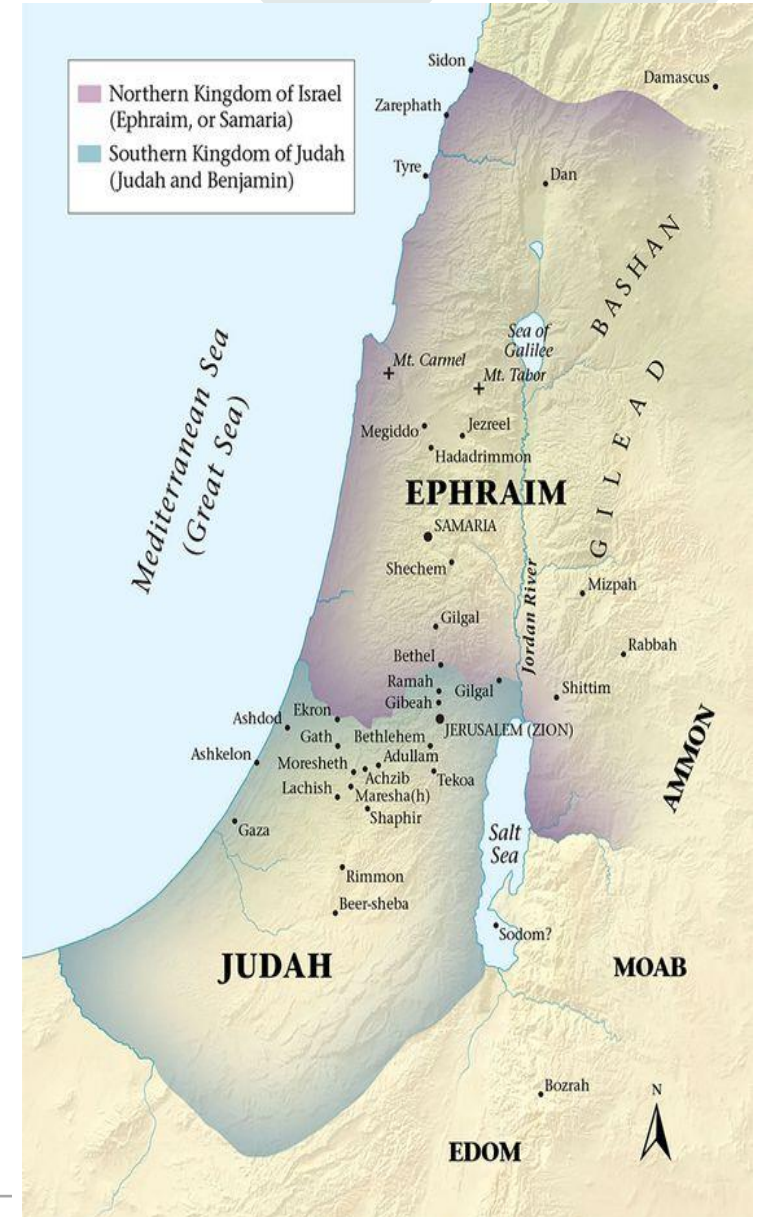 Sidon
Damascus
Northern Kingdom of Israel
(Ephraim, or Samaria)
Zarephath
Southern Kingdom of Judah
(Judah and Benjamin)
Tyre
Dan
BASHAN
Sea of
Galilee
Mediterranean Sea
(Great Sea)
Mt. Carmel
Mt. Tabor
GILEAD
Megiddo
Jezreel
Hadadrimmon
EPHRAIM
SAMARIA
Shechem
Jordan River
Mizpah
Gilgal
Rabbah
Bethel
Ramah
Gilgal
Shittim
Gibeah
Ekron
Ashdod
JERUSALEM (ZION)
Gath
Bethlehem
AMMON
Ashkelon
Adullam
Moresheth
Achzib
Tekoa
Lachish
Maresha(h)
Shaphir
Gaza
Salt
Sea
Rimmon
Beer-sheba
Sodom?
JUDAH
MOAB
Bozrah
N
EDOM